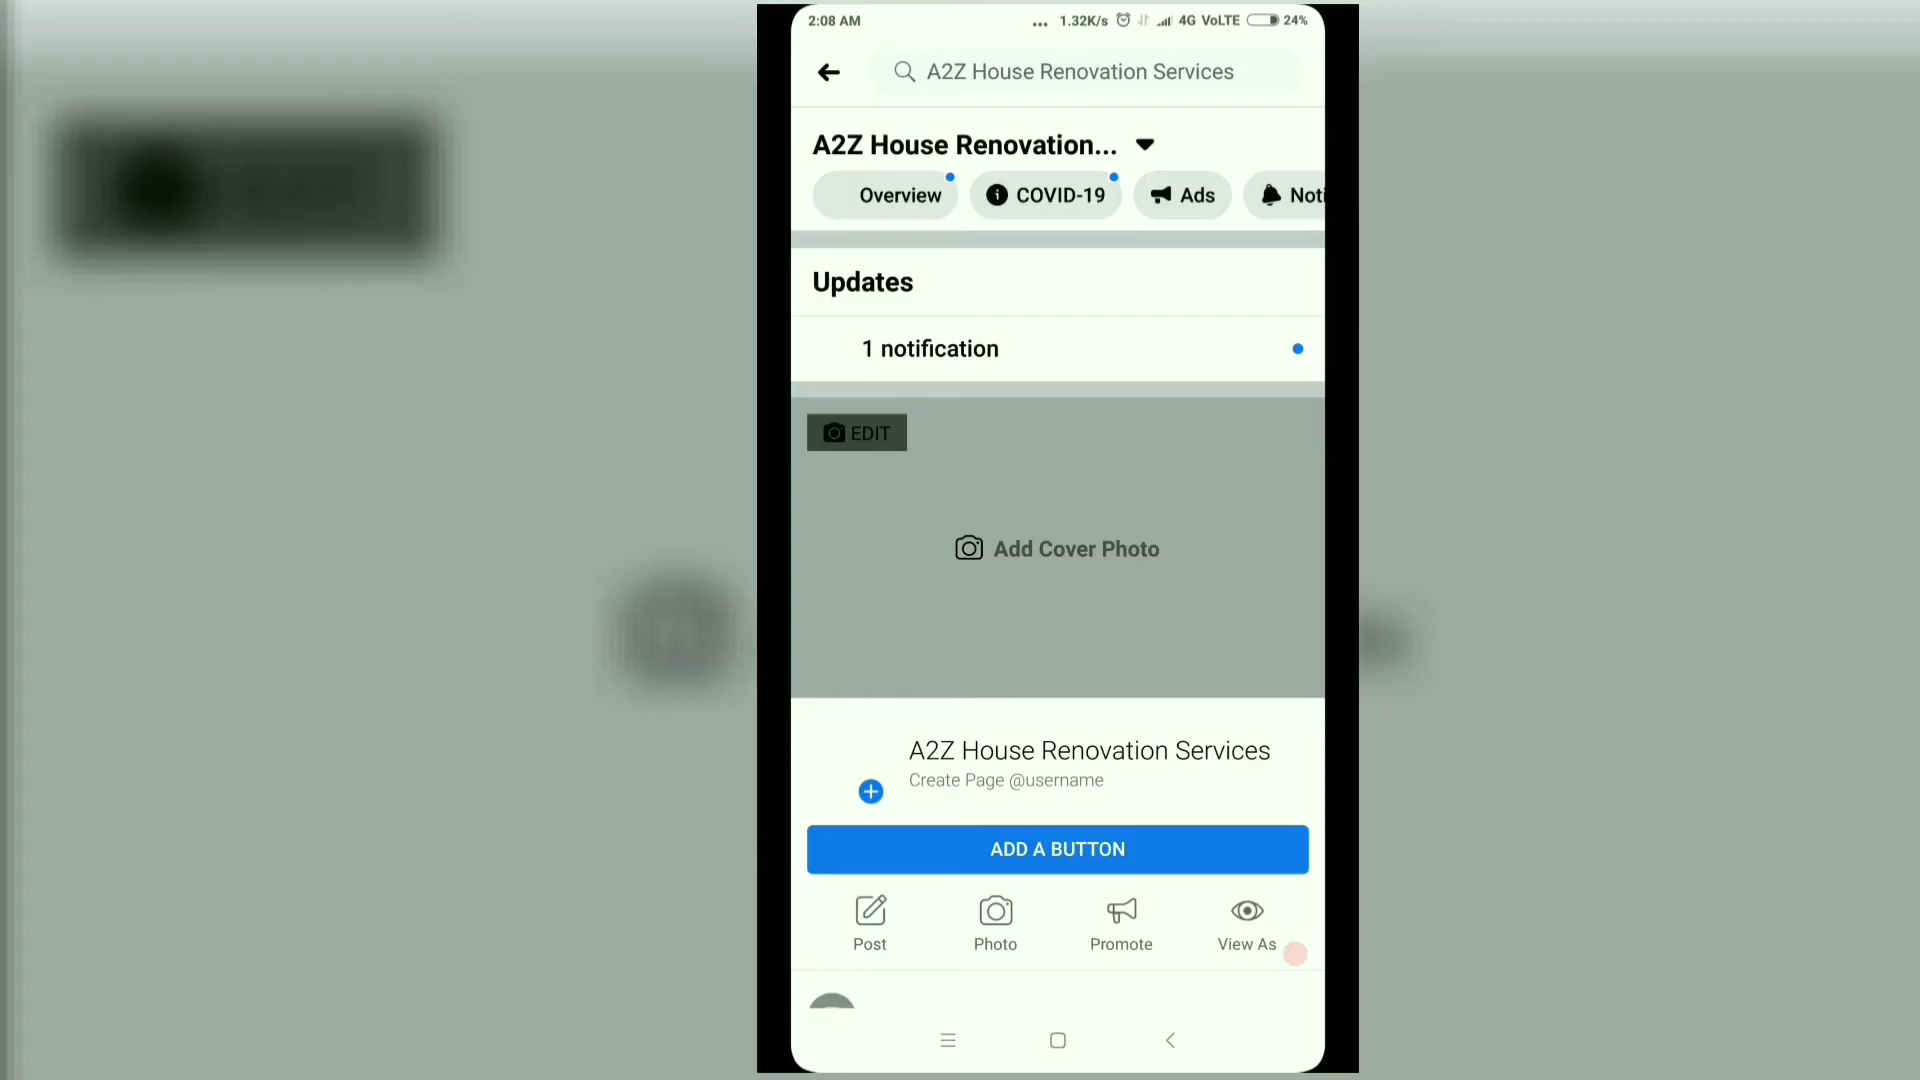 2:08 AM ... 1.32K/s 4G VoLTE 24%
A2Z House Renovation Services
A2Z House Renovation...
Overview COVID-19 Ads Noti
Updates
1 notification
EDIT
Add Cover Photo
A2Z House Renovation Services
Create Page @username
ADD A BUTTON
Post Photo Promote View As